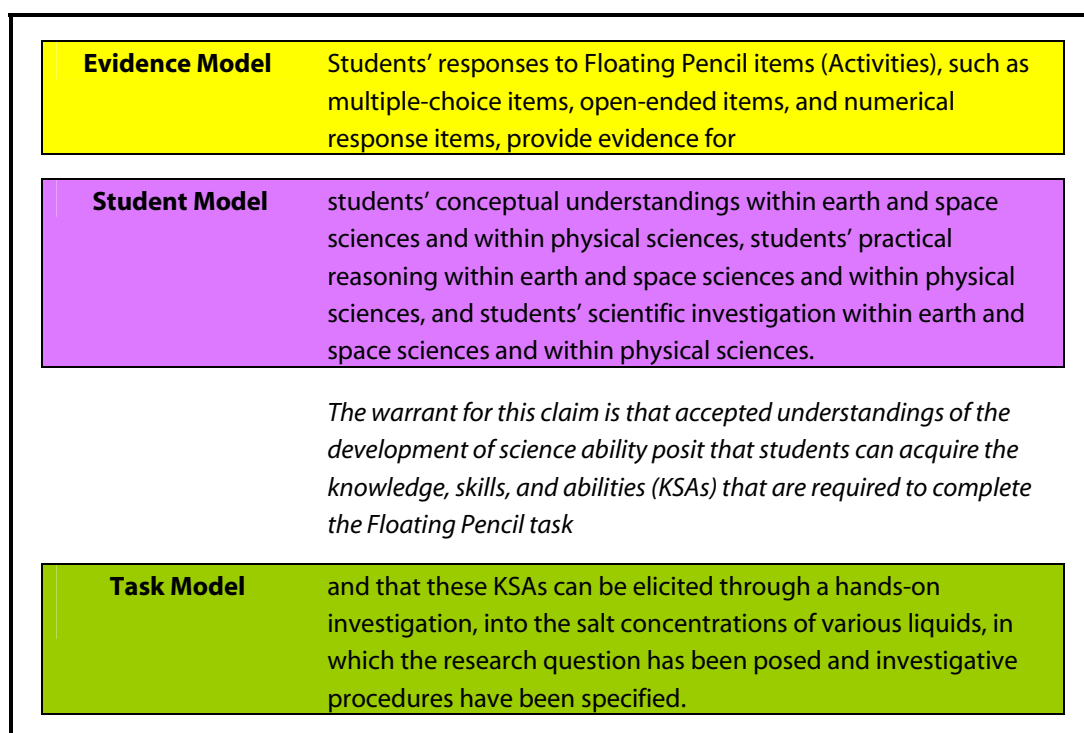 Evidence Model Students’ responses to Floating Pencil items (Activities), such as
multiple-choice items, open-ended items, and numerical
response items, provide evidence for
Student Model students’ conceptual understandings within earth and space
sciences and within physical sciences, students’ practical
reasoning within earth and space sciences and within physical
sciences, and students’ scientific investigation within earth and
space sciences and within physical sciences.
The warrant for this claim is that accepted understandings of the
development of science ability posit that students can acquire the
knowledge, skills, and abilities (KSAs) that are required to complete
the Floating Pencil task
Task Model and that these KSAs can be elicited through a hands-on
investigation, into the salt concentrations of various liquids, in
which the research question has been posed and investigative
procedures have been specified.